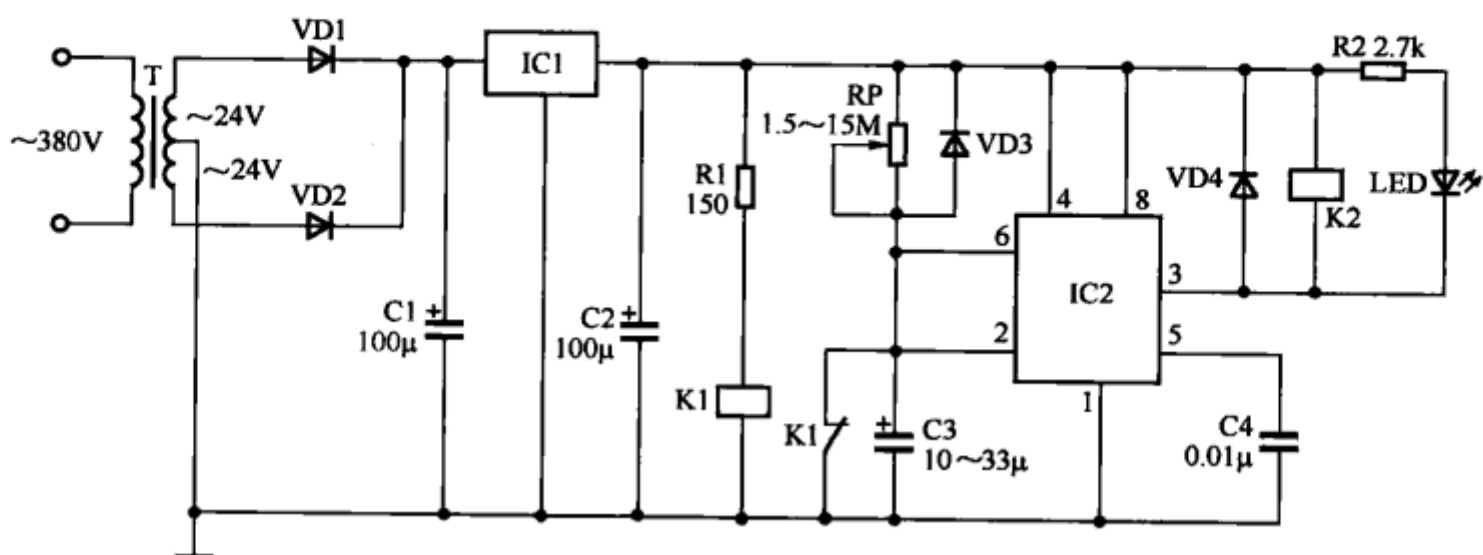 VD1
T
~24V
~380V
~24V
VD2
IC1
C1 +
100μ
C2 +
100μ
R1
150
K1
RP
1.5~15M
VD3
K1
+ C3
10~33μ
4
8
6
IC2
3
2
5
1
C4
0.01μ
VD4
K2
R2 2.7k
LED